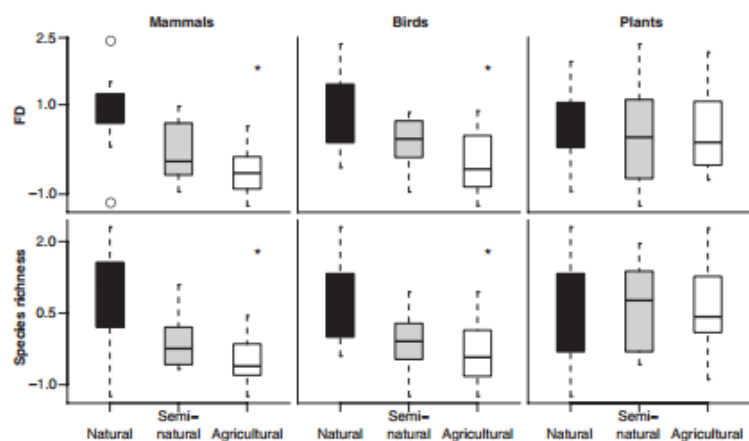 Mammals Birds Plants
2.5
FD
1.0
−1.0
*
*
Species richness
2.0
0.5
−1.0
*
*
Natural Semi−natural Agricultural Natural Semi−natural Agricultural Natural Semi−natural Agricultural